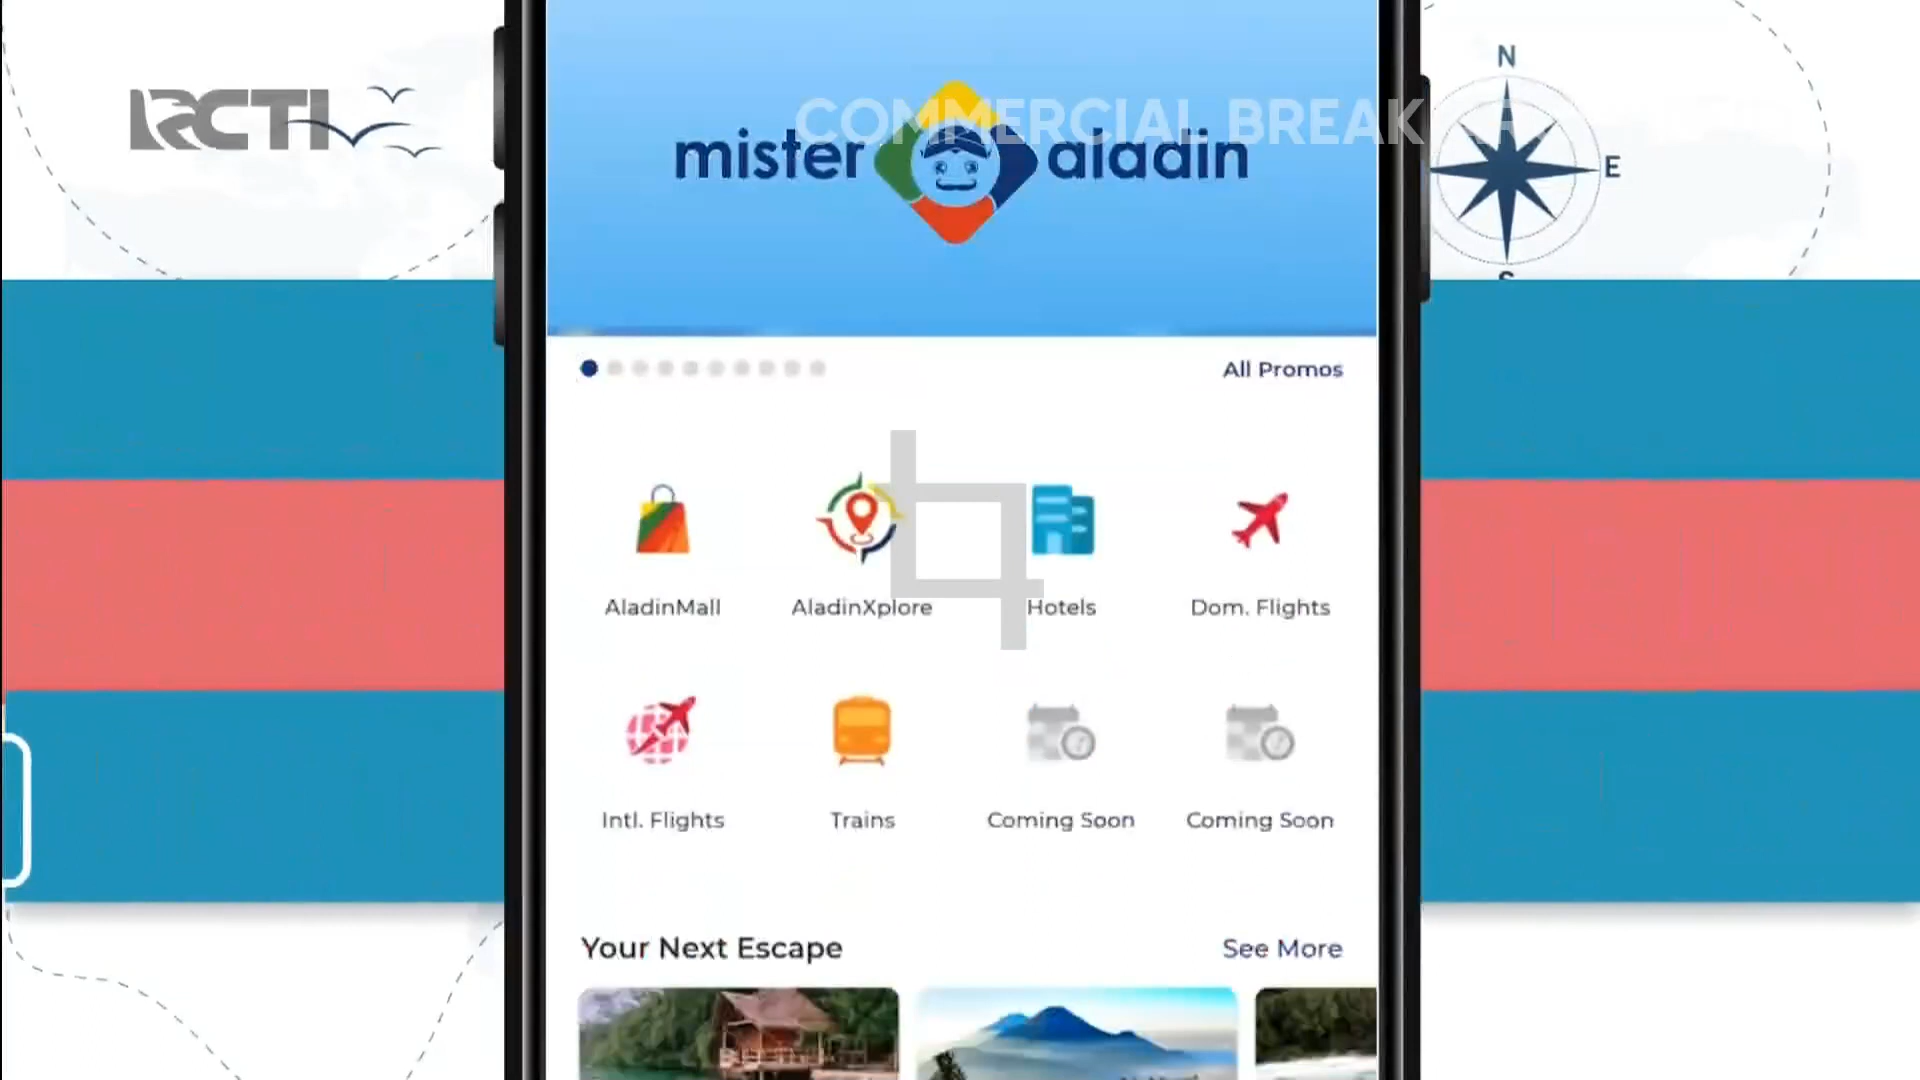 RCTI
COMMERCIAL BREAK
mister aladin
N
E
S
All Promos
AladinMall
AladinXplore
Hotels
Dom. Flights
Intl. Flights
Trains
Coming Soon
Coming Soon
Your Next Escape
See More